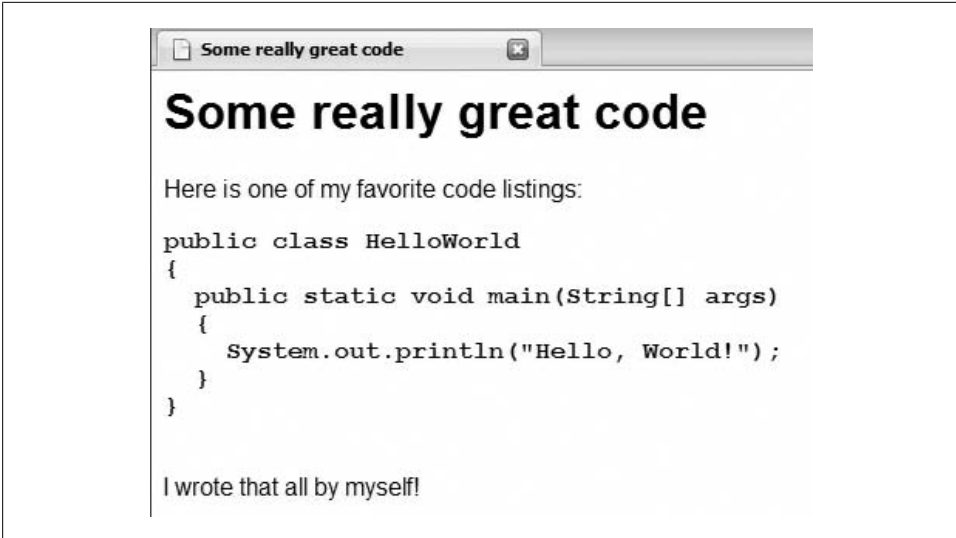 Some really great code
Some really great code
Here is one of my favorite code listings:
public class HelloWorld
{
  public static void main(String[] args)
  {
    System.out.println("Hello, World!");
  }
}
I wrote that all by myself!